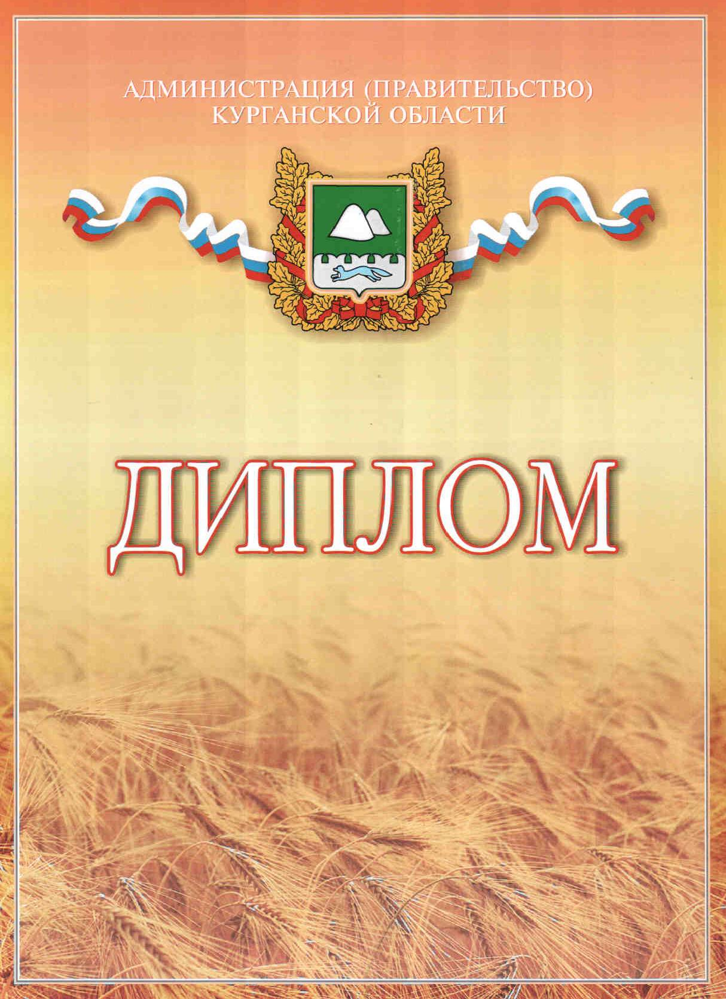 АДМИНИСТРАЦИЯ (ПРАВИТЕЛЬСТВО)
КУРГАНСКОЙ ОБЛАСТИ
ДИПЛОМ